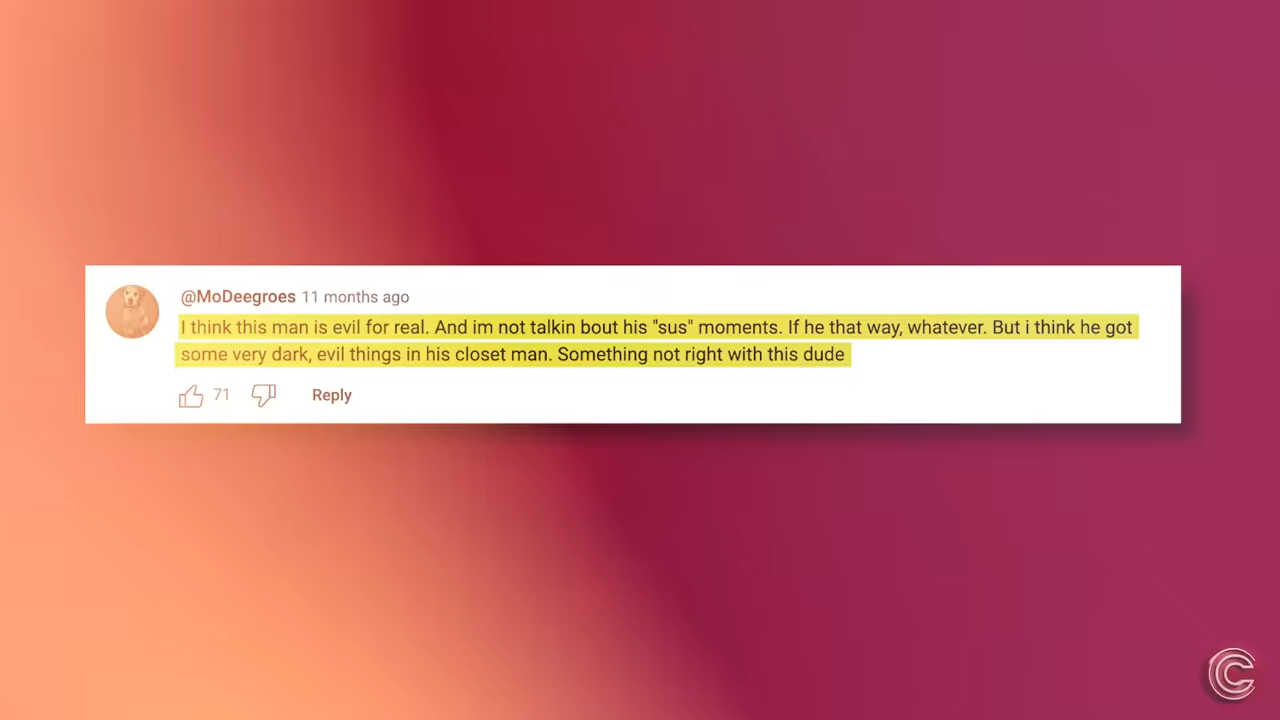 @MoDeegroes 11 months ago
I think this man is evil for real. And im not talkin bout his "sus" moments. If he that way, whatever. But i think he got
some very dark, evil things in his closet man. Something not right with this dude
71 Reply